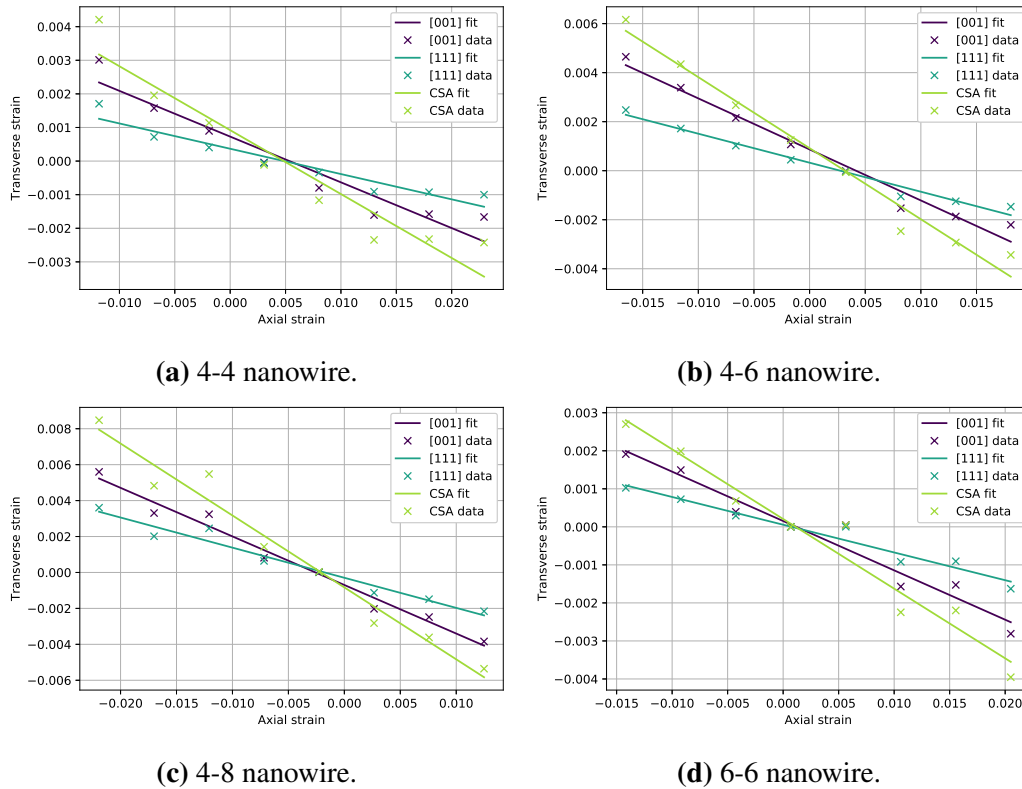 0.004
0.003
0.002
0.001
0.000
−0.001
−0.002
−0.003
Transverse strain
[001] fit
[001] data
[111] fit
[111] data
CSA fit
CSA data
−0.010 −0.005 0.000 0.005 0.010 0.015 0.020
Axial strain
(a) 4-4 nanowire.
0.006
0.004
0.002
0.000
−0.002
−0.004
Transverse strain
[001] fit
[001] data
[111] fit
[111] data
CSA fit
CSA data
−0.015 −0.010 −0.005 0.000 0.005 0.010 0.015
Axial strain
(b) 4-6 nanowire.
0.008
0.006
0.004
0.002
0.000
−0.002
−0.004
−0.006
Transverse strain
[001] fit
[001] data
[111] fit
[111] data
CSA fit
CSA data
−0.020 −0.015 −0.010 −0.005 0.000 0.005 0.010
Axial strain
(c) 4-8 nanowire.
0.003
0.002
0.001
0.000
−0.001
−0.002
−0.003
−0.004
Transverse strain
[001] fit
[001] data
[111] fit
[111] data
CSA fit
CSA data
−0.015 −0.010 −0.005 0.000 0.005 0.010 0.015 0.020
Axial strain
(d) 6-6 nanowire.